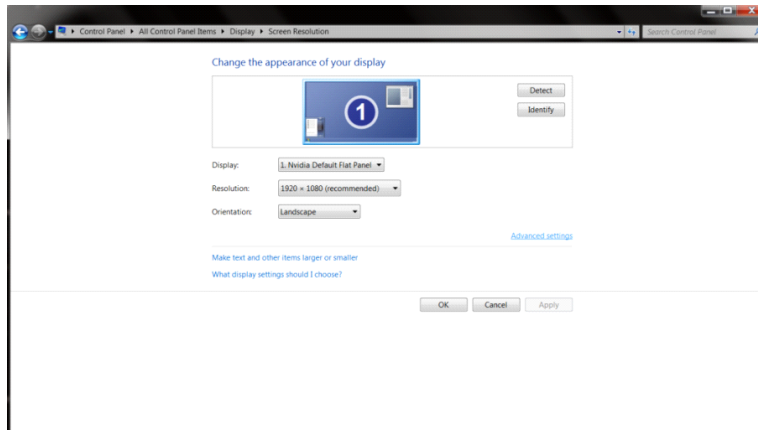 Control Panel ▸ All Control Panel Items ▸ Display ▸ Screen Resolution
Search Control Panel
Change the appearance of your display
1
Detect
Identify
Display: 1. Nvidia Default Flat Panel
Resolution: 1920 × 1080 (recommended)
Orientation: Landscape
Advanced settings
Make text and other items larger or smaller
What display settings should I choose?
OK Cancel Apply